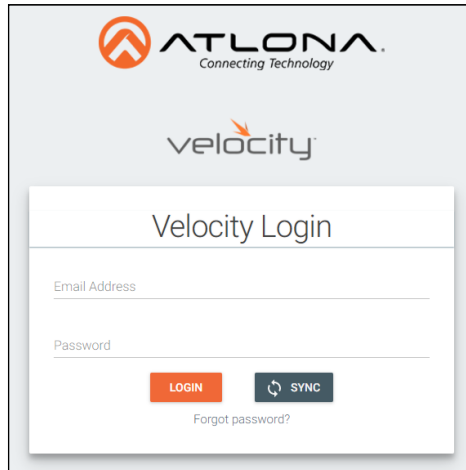 ATLONA.
Connecting Technology
velocity
Velocity Login
Email Address
Password
LOGIN
SYNC
Forgot password?